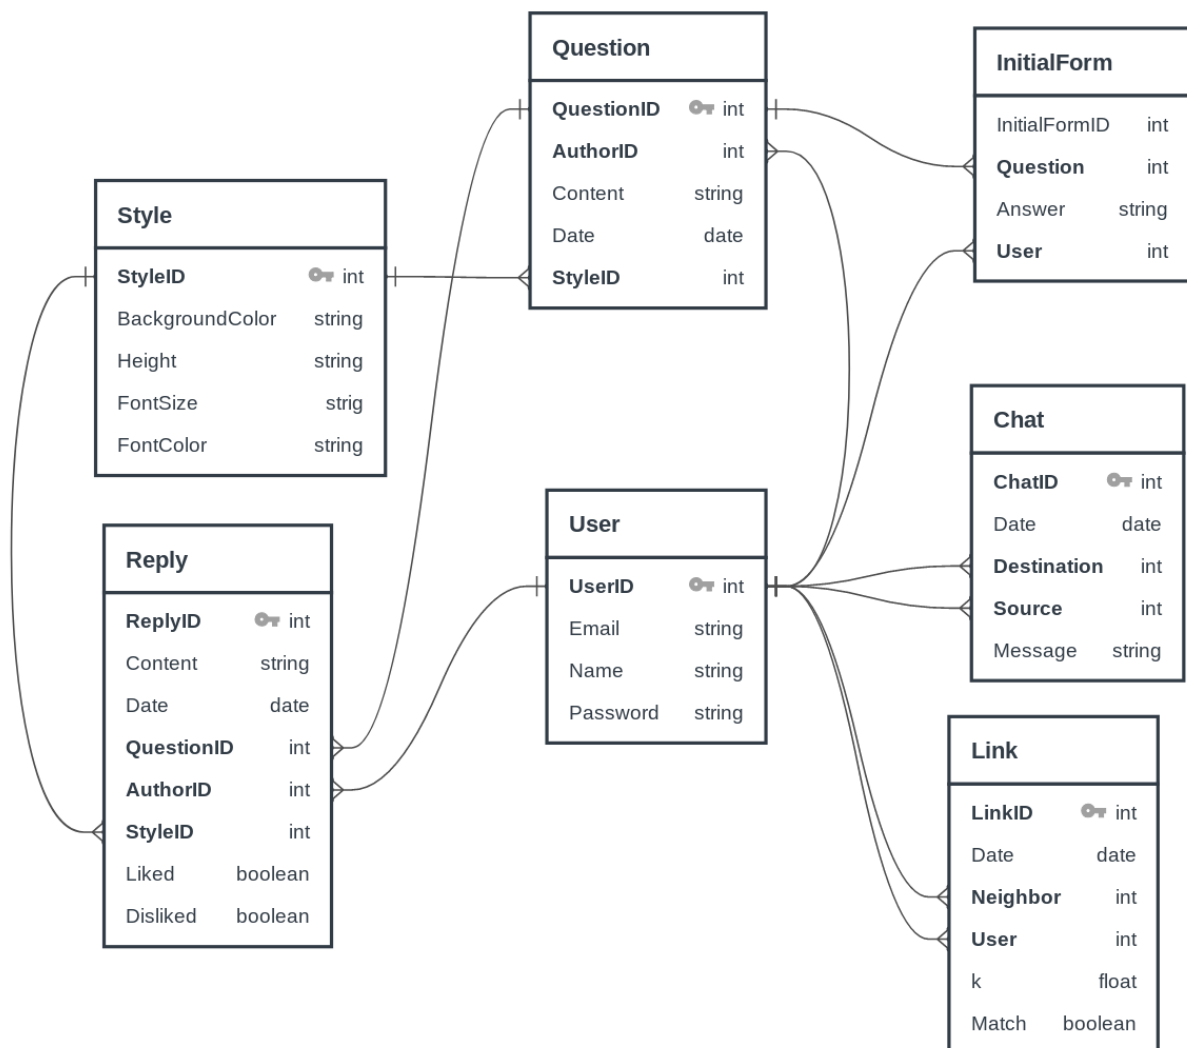 Question
QuestionID int
AuthorID int
Content string
Date date
StyleID int
InitialForm
InitialFormID int
Question int
Answer string
User int
Style
StyleID int
BackgroundColor string
Height string
FontSize strig
FontColor string
Chat
ChatID int
Date date
Destination int
Source int
Message string
User
UserID int
Email string
Name string
Password string
Reply
ReplyID int
Content string
Date date
QuestionID int
AuthorID int
StyleID int
Liked boolean
Disliked boolean
Link
LinkID int
Date date
Neighbor int
User int
k float
Match boolean